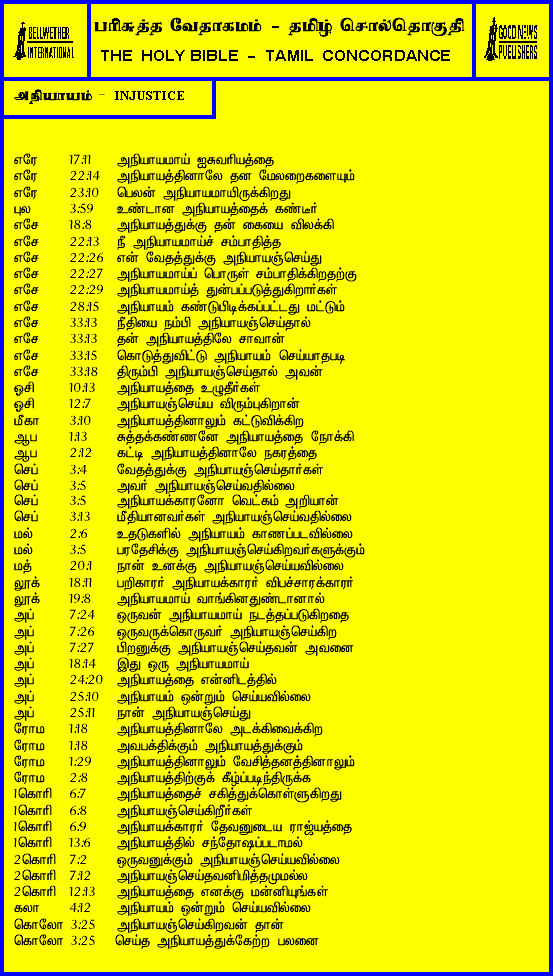 BELLWETHER
INTERNATIONAL
பரிசுத்த வேதாகமம் - தமிழ் சொல்தொகுதி
THE HOLY BIBLE - TAMIL CONCORDANCE
GOOD NEWS
PUBLISHERS
அநியாயம் - INJUSTICE
எரே 17:11 அநியாயமாய் ஐசுவரியத்தை
எரே 22:14 அநியாயத்தினாலே தன மேலறைகளையும்
எரே 23:10 பெலன் அநியாயமாயிருக்கிறது
புல 3:59 உண்டான அநியாயத்தைக் கண்டீர்
எசே 18:8 அநியாயத்துக்கு தன் கையை விலக்கி
எசே 22:13 நீ அநியாயமாய்ச் சம்பாதித்த
எசே 22:26 என் வேதத்துக்கு அநியாயஞ்செய்து
எசே 22:27 அநியாயமாய்ப் பொருள் சம்பாதிக்கிறதற்கு
எசே 22:29 அநியாயமாய்த் துன்பப்படுத்துகிறார்கள்
எசே 28:15 அநியாயம் கண்டுபிடிக்கப்பட்டது மட்டும்
எசே 33:13 நீதியை நம்பி அநியாயஞ்செய்தால்
எசே 33:13 தன் அநியாயத்திலே சாவான்
எசே 33:15 கொடுத்துவிட்டு அநியாயம் செய்யாதபடி
எசே 33:18 திரும்பி அநியாயஞ்செய்தால் அவன்
ஓசி 10:13 அநியாயத்தை உழுதீர்கள்
ஓசி 12:7 அநியாயஞ்செய்ய விரும்புகிறான்
மீகா 3:10 அநியாயத்தினாலும் கட்டுவிக்கிற
ஆப 1:13 சுத்தக்கண்ணனே அநியாயத்தை நோக்கி
ஆப 2:12 கட்டி அநியாயத்தினாலே நகரத்தை
செப் 3:4 வேதத்துக்கு அநியாயஞ்செய்தார்கள்
செப் 3:5 அவர் அநியாயஞ்செய்வதில்லை
செப் 3:5 அநியாயக்காரனோ வெட்கம் அறியான்
செப் 3:13 மீதியானவர்கள் அநியாயஞ்செய்வதில்லை
மல் 2:6 உதடுகளில் அநியாயம் காணப்படவில்லை
மல் 3:5 பரதேசிக்கு அநியாயஞ்செய்கிறவர்களுக்கும்
மத் 20:1 நான் உனக்கு அநியாயஞ்செய்யவில்லை
லூக் 18:11 பறிகாரர் அநியாயக்காரர் விபச்சாரக்காரர்
லூக் 19:8 அநியாயமாய் வாங்கினதுண்டானால்
அப் 7:24 ஒருவன் அநியாயமாய் நடத்தப்படுகிறதை
அப் 7:26 ஒருவருக்கொருவர் அநியாயஞ்செய்கிற
அப் 7:27 பிறனுக்கு அநியாயஞ்செய்தவன் அவனை
அப் 18:14 இது ஒரு அநியாயமாய்
அப் 24:20 அநியாயத்தை என்னிடத்தில்
அப் 25:10 அநியாயம் ஒன்றும் செய்யவில்லை
அப் 25:11 நான் அநியாயஞ்செய்து
ரோம 1:18 அநியாயத்தினாலே அடக்கிவைக்கிற
ரோம 1:18 அவபக்திக்கும் அநியாயத்துக்கும்
ரோம 1:29 அநியாயத்தினாலும் வேசித்தனத்தினாலும்
ரோம 2:8 அநியாயத்திற்குக் கீழ்ப்படிந்திருக்க
1கொரி 6:7 அநியாயத்தைச் சகித்துக்கொள்ளுகிறது
1கொரி 6:8 அநியாயஞ்செய்கிறீர்கள்
1கொரி 6:9 அநியாயக்காரர் தேவனுடைய ராஜ்யத்தை
1கொரி 13:6 அநியாயத்தில் சந்தோஷப்படாமல்
2கொரி 7:2 ஒருவனுக்கும் அநியாயஞ்செய்யவில்லை
2கொரி 7:12 அநியாயஞ்செய்தவனிமித்தமுமல்ல
2கொரி 12:13 அநியாயத்தை எனக்கு மன்னியுங்கள்
கலா 4:12 அநியாயம் ஒன்றும் செய்யவில்லை
கொலோ 3:25 அநியாயஞ்செய்கிறவன் தான்
கொலோ 3:25 செய்த அநியாயத்துக்கேற்ற பலனை